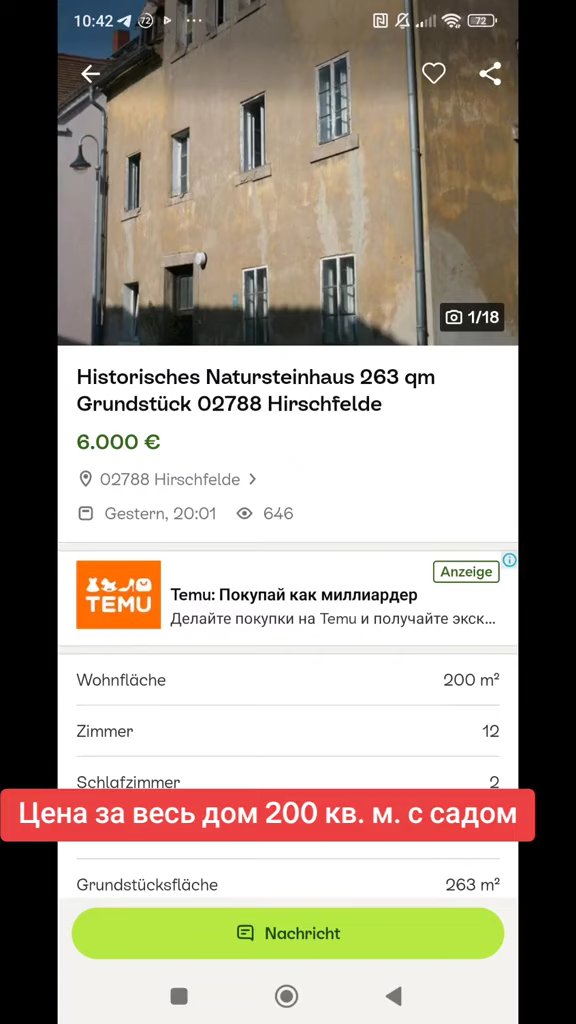 10:42 72 ... 72
1/18
Historisches Natursteinhaus 263 qm
Grundstück 02788 Hirschfelde
6.000 €
02788 Hirschfelde
Gestern, 20:01 646
Anzeige
TEMU
Temu: Покупай как миллиардер
Делайте покупки на Temu и получайте экск...
Wohnfläche 200 m²
Zimmer 12
Schlafzimmer 2
Цена за весь дом 200 кв. м. с садом
Grundstücksfläche 263 m²
Nachricht